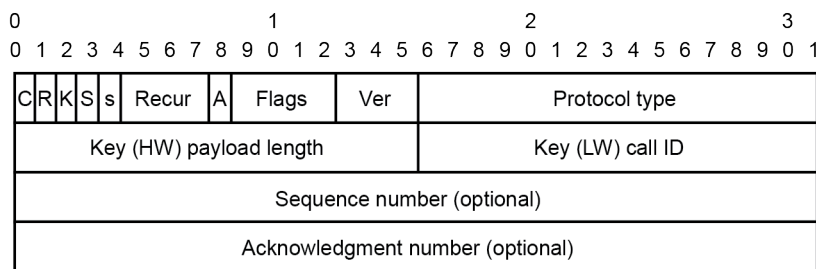 0 1 2 3
0 1 2 3 4 5 6 7 8 9 0 1 2 3 4 5 6 7 8 9 0 1 2 3 4 5 6 7 8 9 0 1
C R K S s Recur A Flags Ver Protocol type
Key (HW) payload length Key (LW) call ID
Sequence number (optional)
Acknowledgment number (optional)